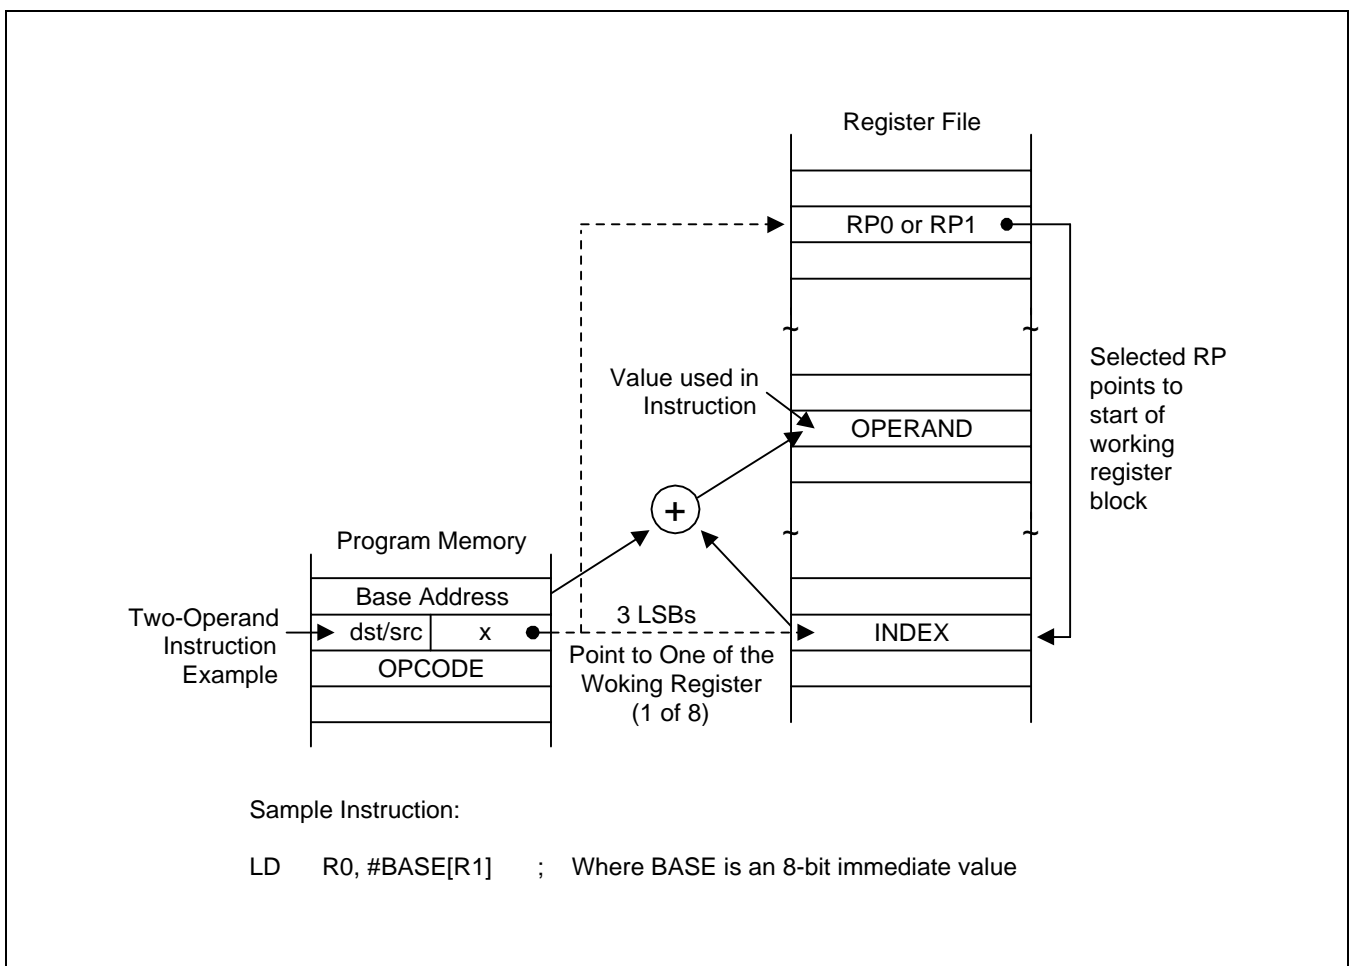 Register File
RP0 or RP1
~ ~
Selected RP
points to
start of
working
register
block
Value used in
Instruction
OPERAND
+
~ ~
Program Memory
Base Address
Two-Operand
Instruction
Example
dst/src x
3 LSBs
INDEX
OPCODE
Point to One of the
Woking Register
(1 of 8)
Sample Instruction:
LD R0, #BASE[R1] ; Where BASE is an 8-bit immediate value